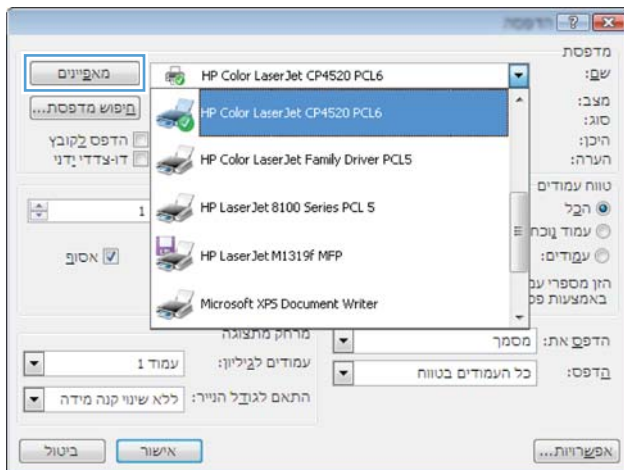 הדפסה
מדפסת
שם:
HP Color LaserJet CP4520 PCL6
מאפיינים
מצב:
HP Color LaserJet CP4520 PCL6
חיפוש מדפסת...
סוג:
היכן:
הדפס לקובץ
הערה:
HP Color LaserJet Family Driver PCL5
דו-צדדי ידני
טווח עמודים
הכל
HP LaserJet 8100 Series PCL 5
1
עמוד נוכח
עמודים:
HP LaserJet M1319f MFP
אסוף
הזן מספרי
באמצעות
Microsoft XPS Document Writer
מרחק מתצוגה
הדפס את:
מסמך
עמודים לגיליון:
עמוד 1
הדפס:
כל העמודים בטווח
התאם לגודל הנייר:
ללא שינוי קנה מידה
אפשרויות...
אישור
ביטול